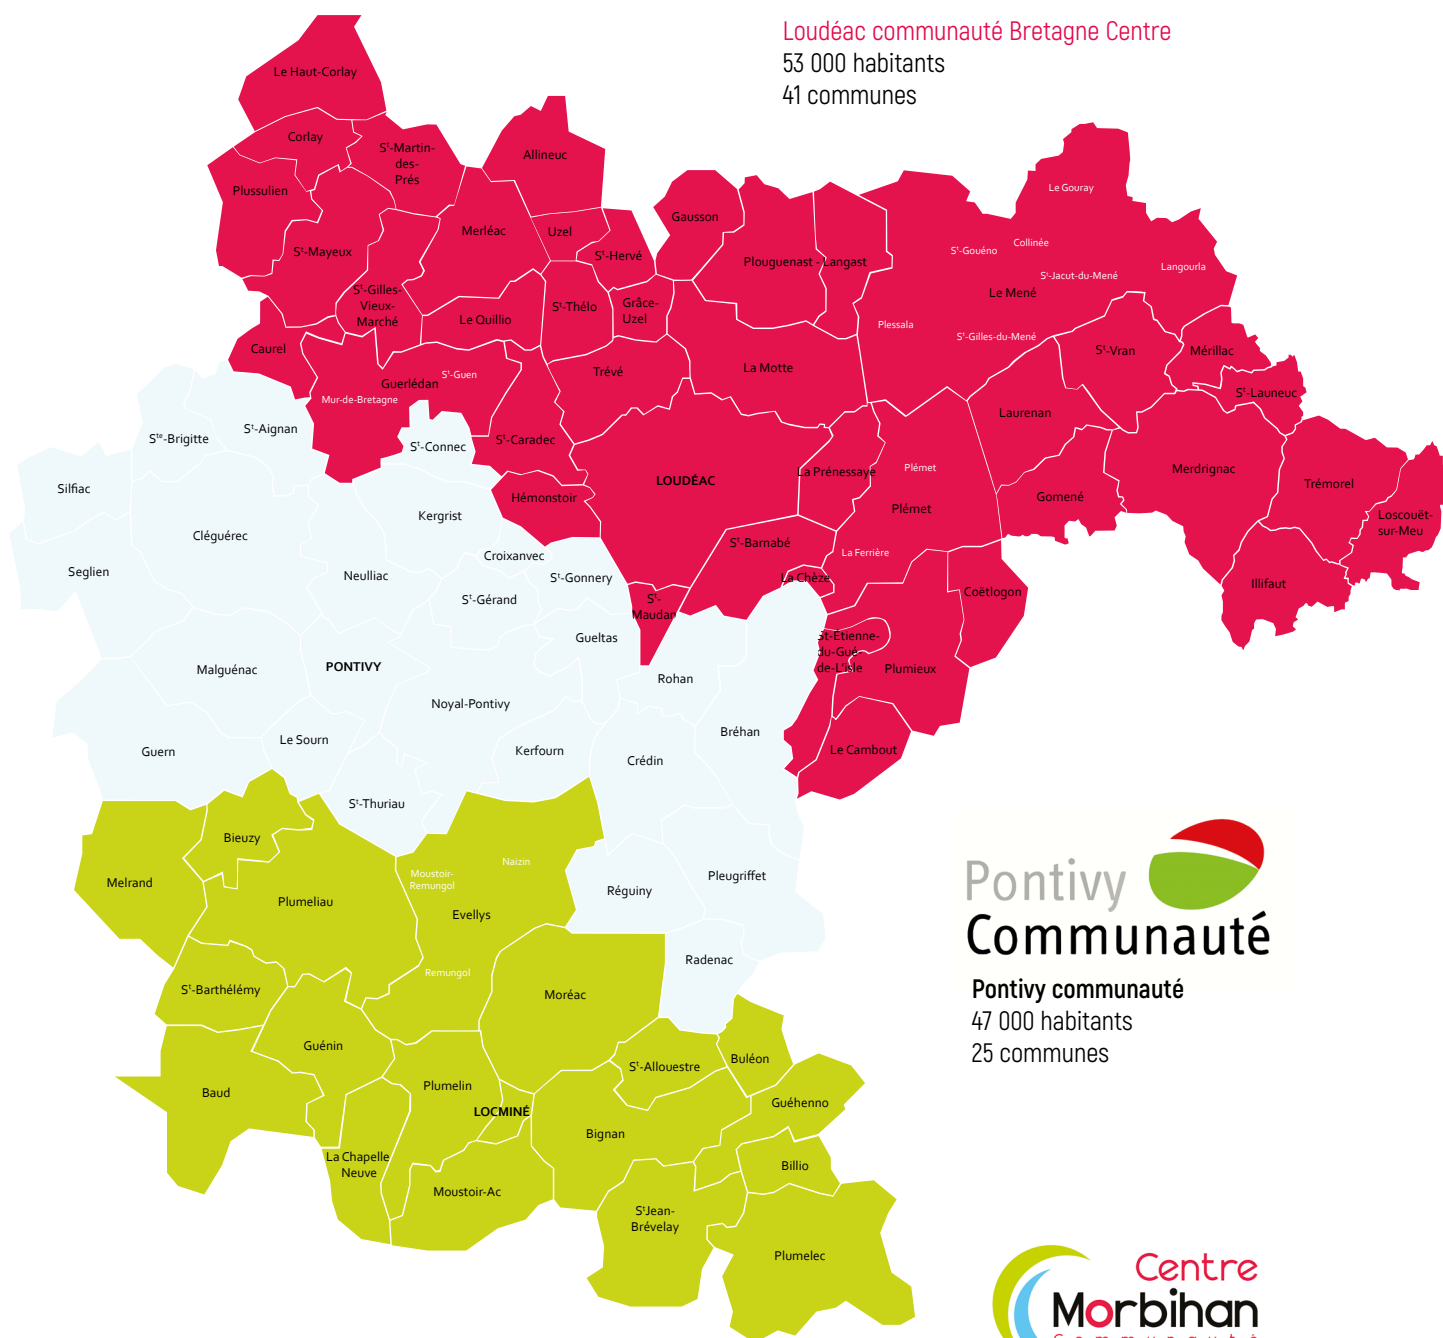 Loudéac communauté Bretagne Centre
53 000 habitants
41 communes
Le Haut-Corlay
Corlay
Sᵗ-Martin-
des-
Prés
Allineuc
Plussulien
Le Gouray
Gausson
Uzel
Merléac
Sᵗ-Mayeux
Sᵗ-Hervé
Sᵗ-Gouéno
Collinée
Plouguenast - Langast
Langourla
Sᵗ-Jacut-du-Mené
Sᵗ-Gilles-
Vieux-
Marché
Le Mené
Le Quillio
Sᵗ-Thélo
Grâce-
Uzel
Plessala
Sᵗ-Gilles-du-Mené
Caurel
Sᵗ-Vran
Mérillac
La Motte
Trévé
Sᵗ-Guen
Guerlédan
Mur-de-Bretagne
Sᵗ-Launeuc
Laurenan
Sᵗᵉ-Brigitte
Sᵗ-Aignan
Sᵗ-Connec
Sᵗ-Caradec
La Prénessaye
Plémet
Merdrignac
LOUDÉAC
Trémorel
Silfiac
Hémonstoir
Gomené
Plémet
Kergrist
Loscouët-
sur-Meu
Cléguérec
Sᵗ-Barnabé
Croixanvec
La Ferrière
Seglien
Neulliac
Sᵗ-Gonnery
La Chèze
Illifaut
Coëtlogon
Sᵗ-Gérand
Sᵗ-
Maudan
Gueltas
St-Étienne-
du-Gué-
de-L'isle
Malguénac
PONTIVY
Rohan
Plumieux
Noyal-Pontivy
Bréhan
Le Sourn
Guern
Kerfourn
Le Cambout
Crédin
Sᵗ-Thuriau
Bieuzy
Naizin
Moustoir-
Remungol
Melrand
Pleugriffet
Réguiny
Plumeliau
Evellys
Pontivy
Communauté
Radenac
Remungol
Sᵗ-Barthélémy
Moréac
Pontivy communauté
47 000 habitants
25 communes
Guénin
Buléon
Sᵗ-Allouestre
Plumelin
Baud
Guéhenno
LOCMINÉ
Bignan
La Chapelle
Neuve
Billio
Moustoir-Ac
SᵗJean-
Brévelay
Plumelec
Centre
Morbihan